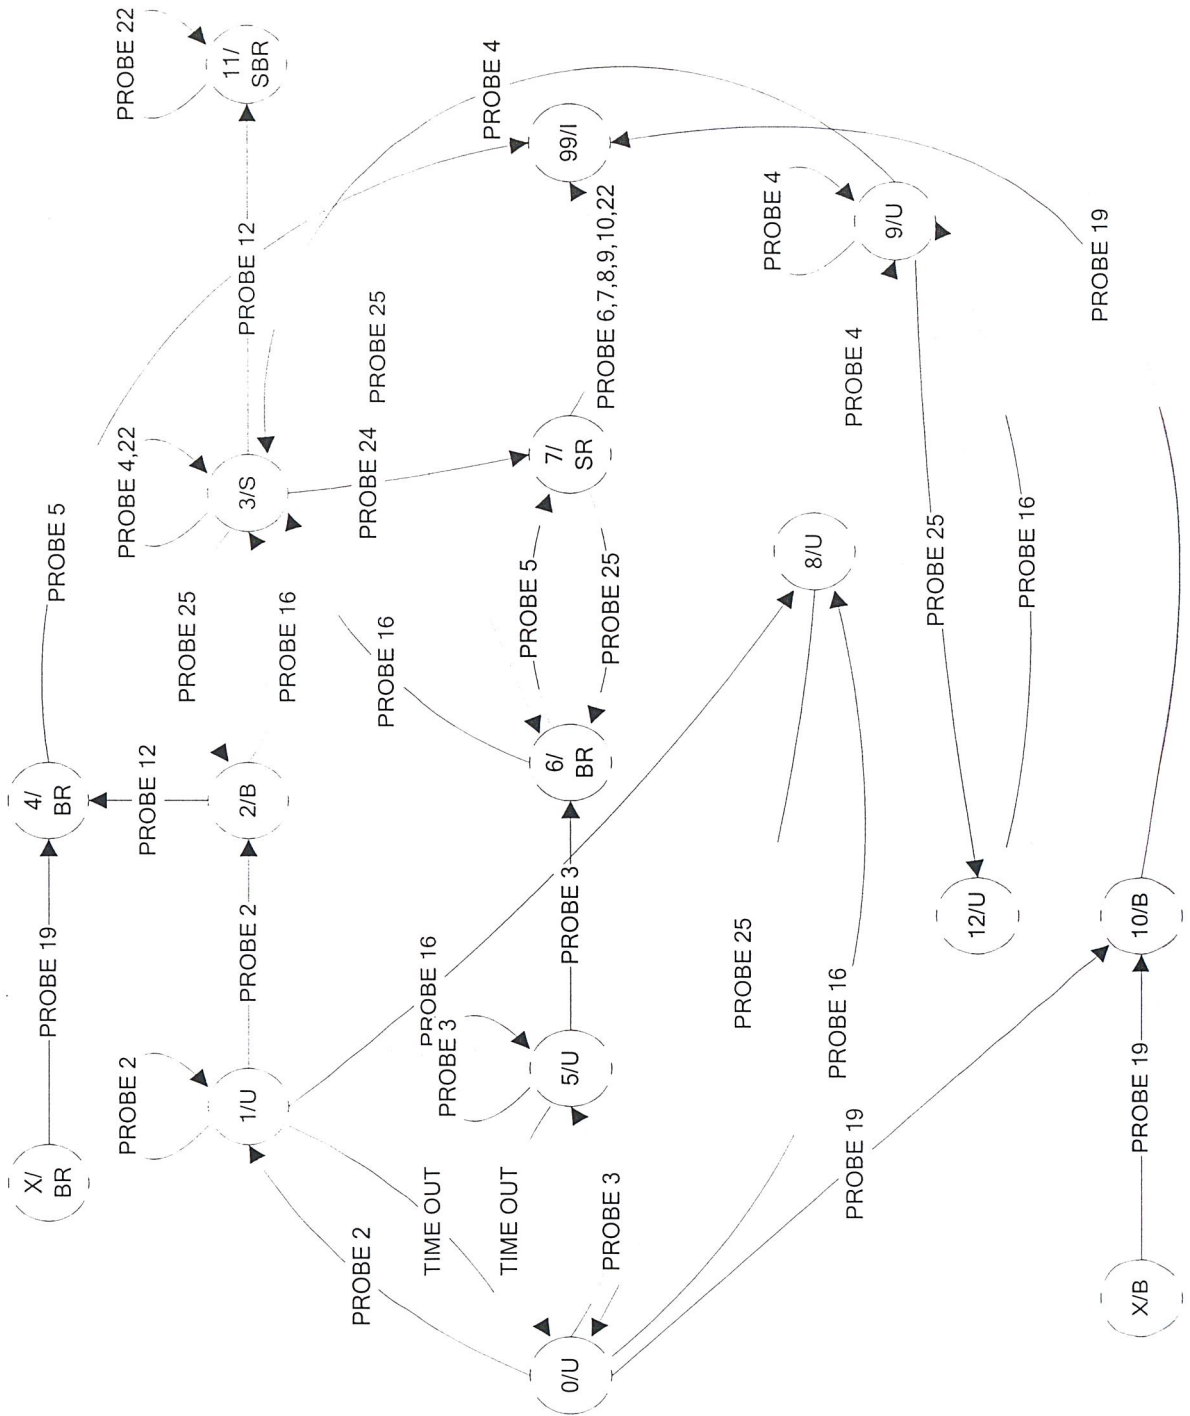 PROBE 22
11/
SBR
PROBE 4
99/I
PROBE 12
PROBE 4
9/U
PROBE 19
PROBE 6,7,8,9,10,22
PROBE 25
PROBE 4
PROBE 4,22
3/S
PROBE 24
7/
SR
PROBE 5
8/U
PROBE 25
PROBE 16
PROBE 5
PROBE 25
PROBE 25
PROBE 16
PROBE 16
4/
BR
PROBE 12
2/B
6/
BR
PROBE 3
12/U
10/B
PROBE 19
PROBE 2
PROBE 16
PROBE 25
PROBE 16
PROBE 3
5/U
PROBE 19
PROBE 2
1/U
X/
BR
TIME OUT
TIME OUT
PROBE 19
PROBE 2
PROBE 3
0/U
X/B